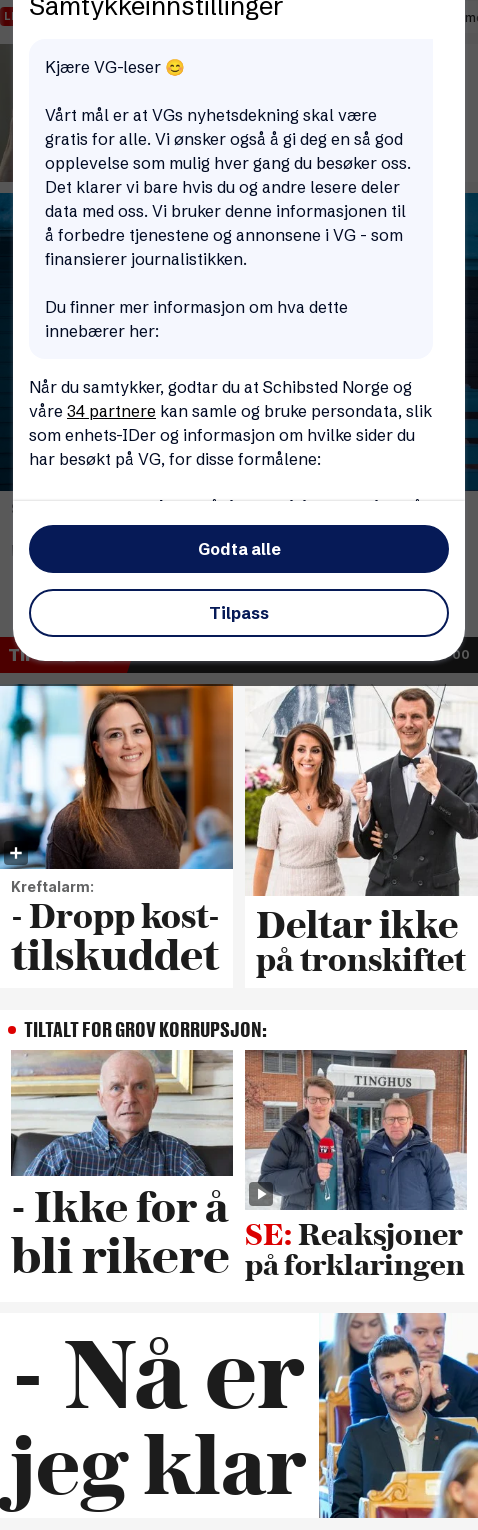 Samtykkeinnstillinger
Kjære VG-leser 😊
Vårt mål er at VGs nyhetsdekning skal være
gratis for alle. Vi ønsker også å gi deg en så god
opplevelse som mulig hver gang du besøker oss.
Det klarer vi bare hvis du og andre lesere deler
data med oss. Vi bruker denne informasjonen til
å forbedre tjenestene og annonsene i VG - som
finansierer journalistikken.
Du finner mer informasjon om hva dette
innebærer her:
Når du samtykker, godtar du at Schibsted Norge og
våre 34 partnere kan samle og bruke persondata, slik
som enhets-IDer og informasjon om hvilke sider du
har besøkt på VG, for disse formålene:
Godta alle
Tilpass
Kreftalarm:
- Dropp kost-
tilskuddet
Deltar ikke
på tronskiftet
TILTALT FOR GROV KORRUPSJON:
TINGHUS
- Ikke for å
bli rikere
SE: Reaksjoner
på forklaringen
- Nå er
jeg klar